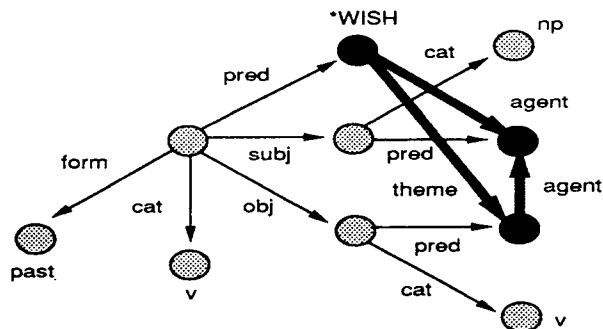 *WISH
np
cat
pred
agent
form
subj
pred
cat
obj
theme
agent
past
v
pred
cat
v